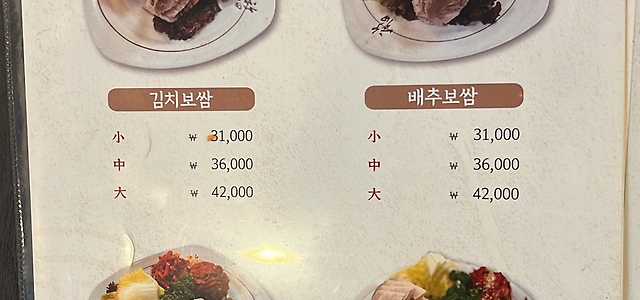 김치보쌈
小 ₩ 31,000
中 ₩ 36,000
大 ₩ 42,000
배추보쌈
小 ₩ 31,000
中 ₩ 36,000
大 ₩ 42,000